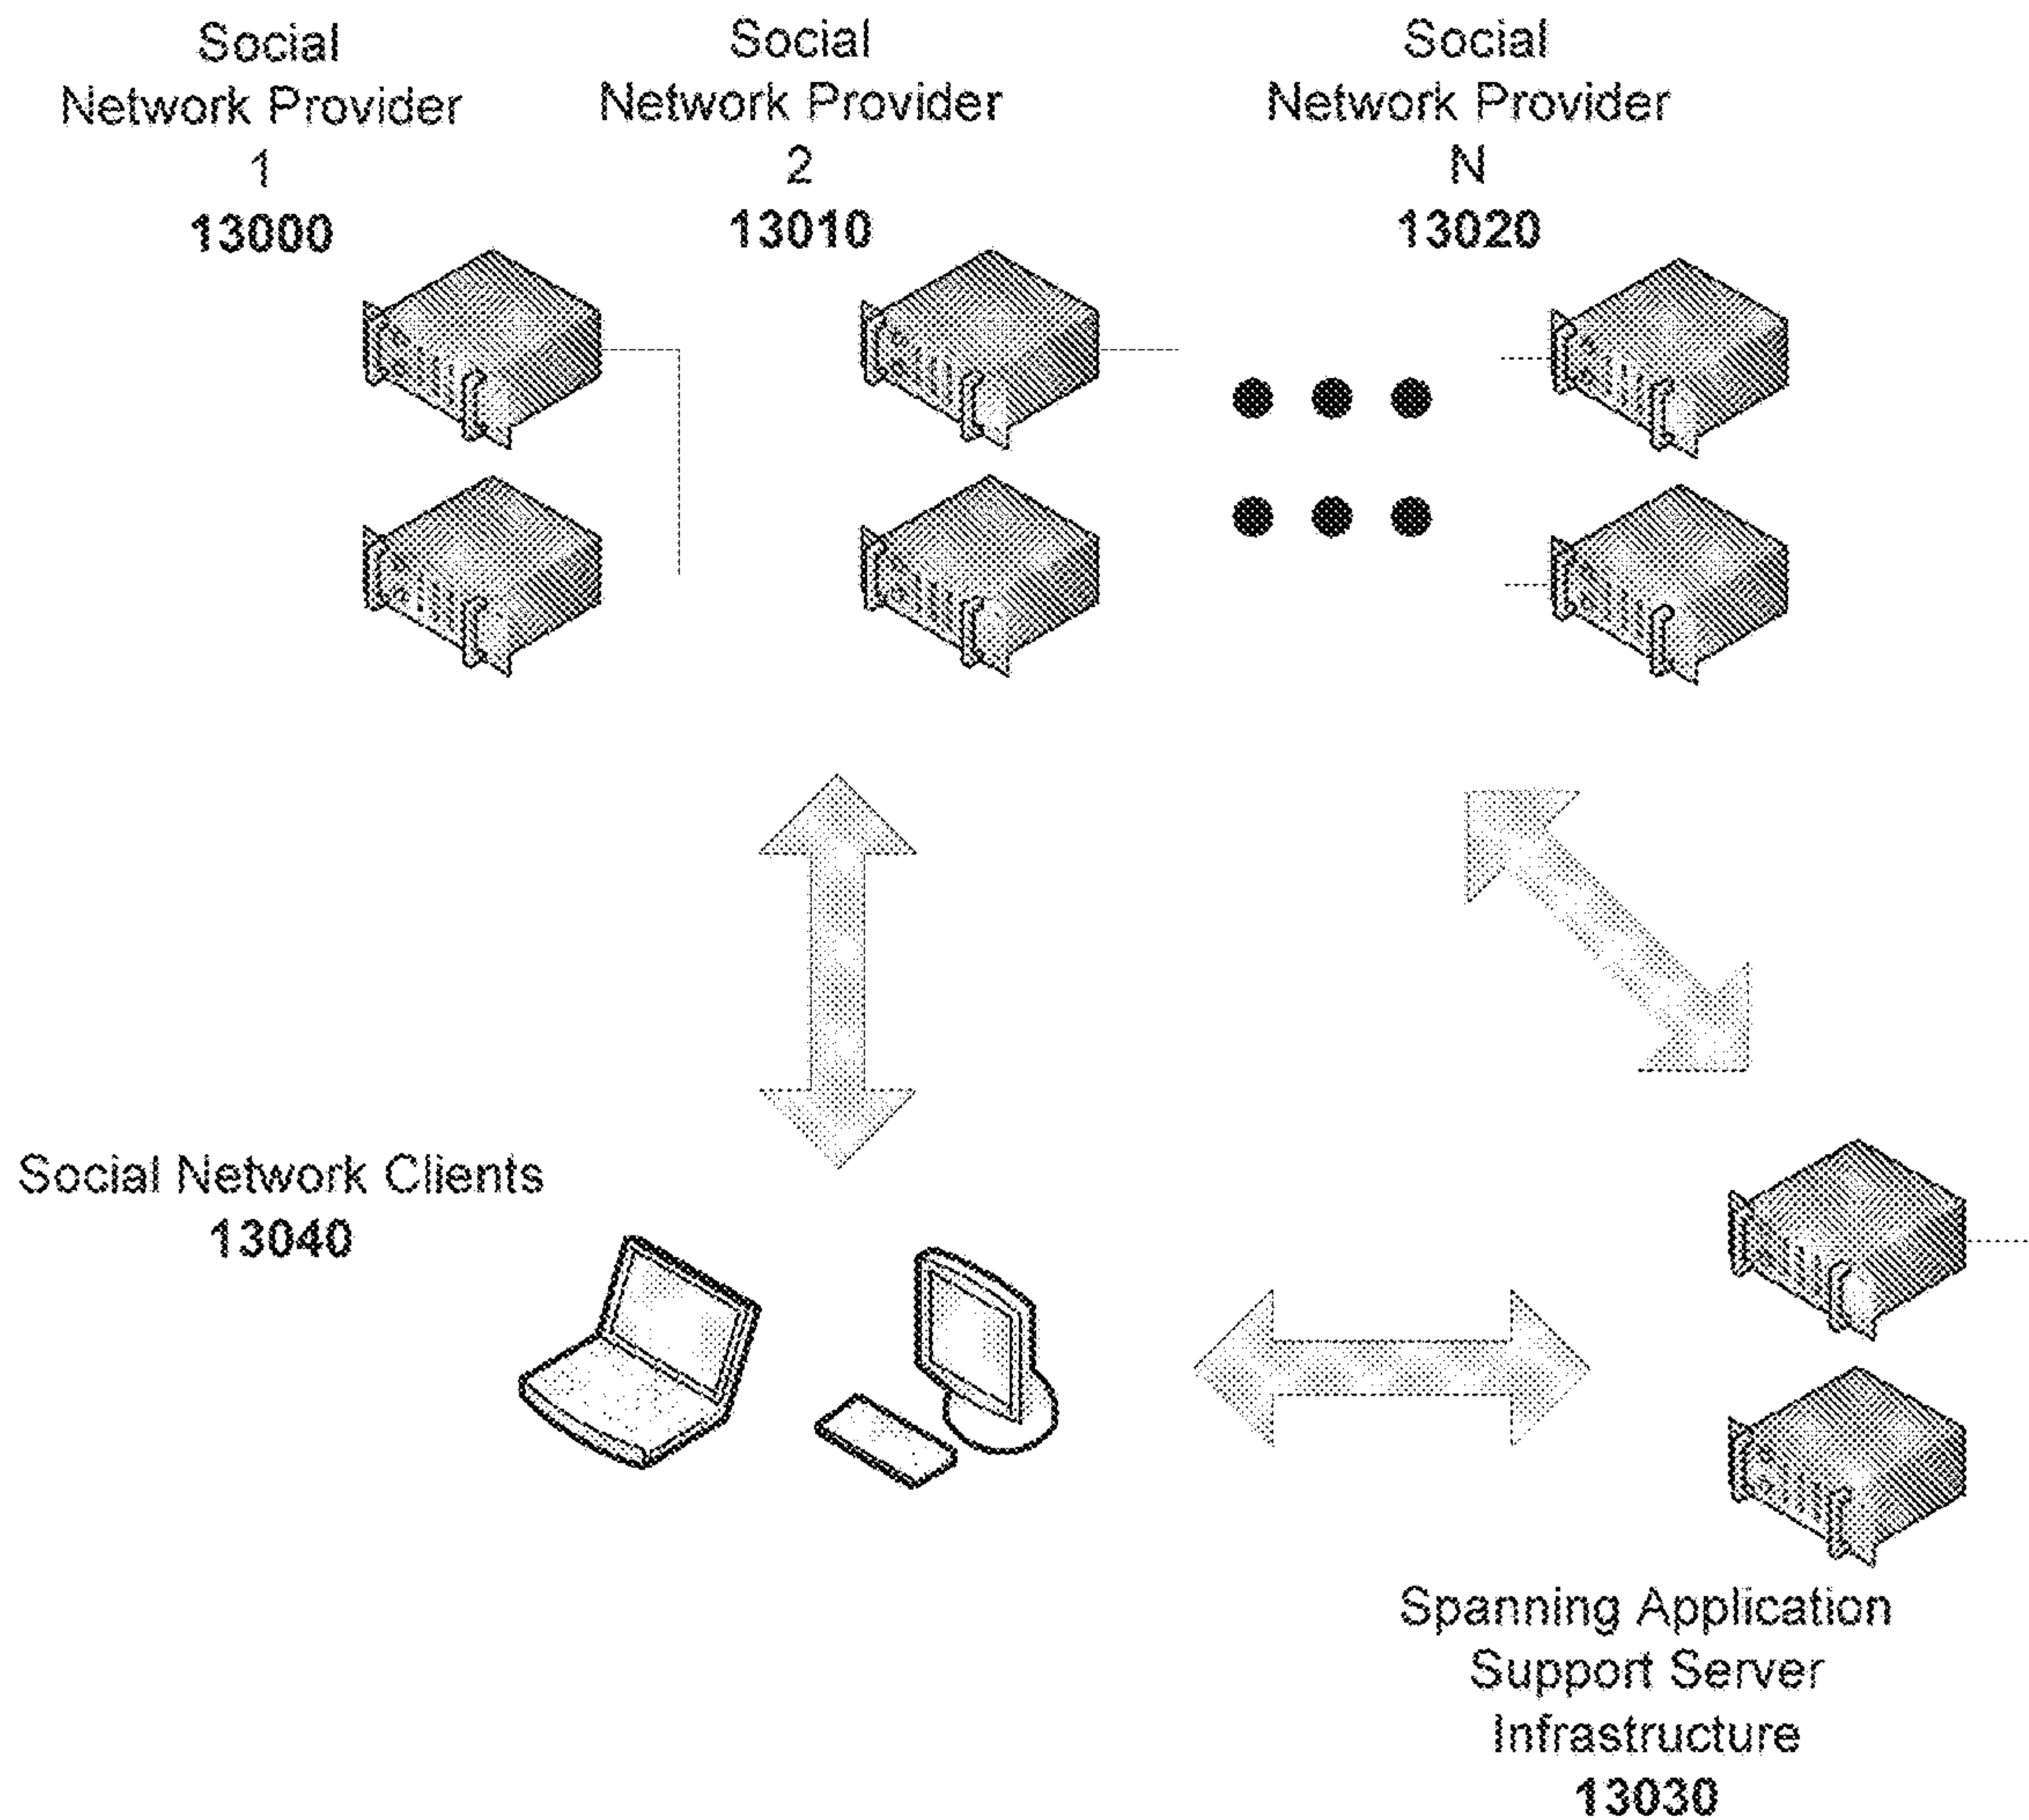 Social
Network Provider
1
13000
Social
Network Provider
2
13010
Social
Network Provider
N
13020
Social Network Clients
13040
Spanning Application
Support Server
Infrastructure
13030